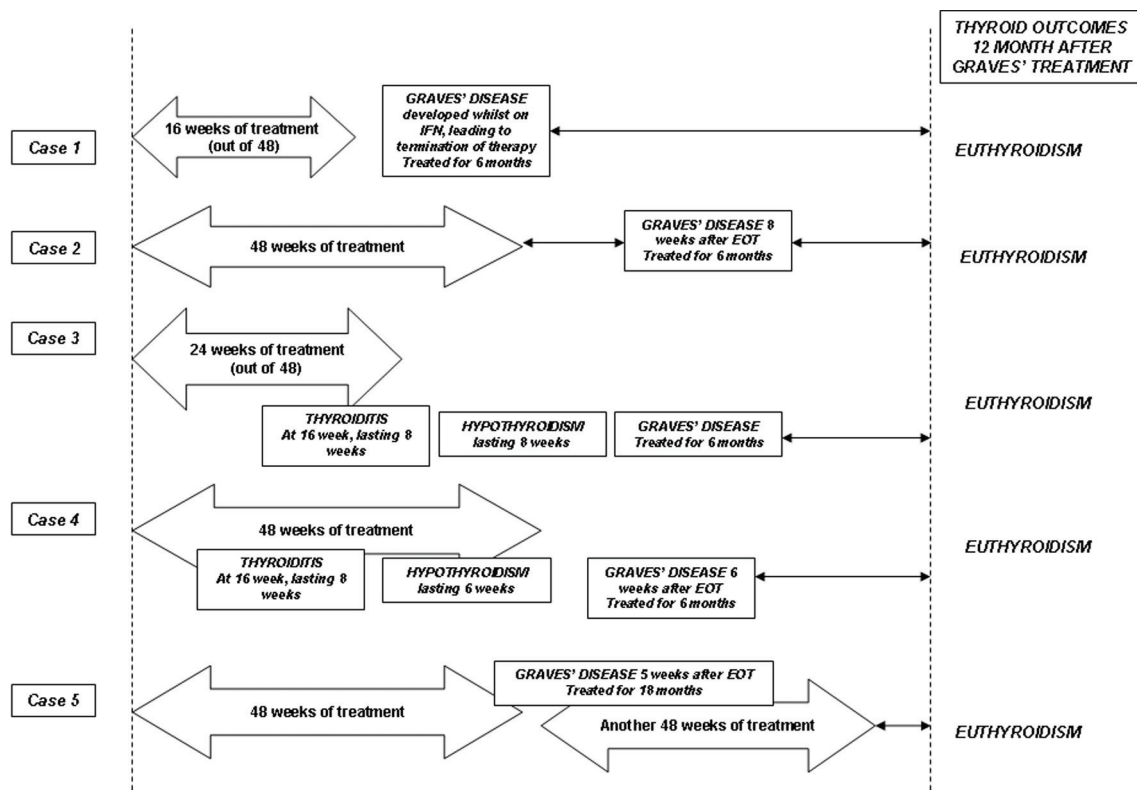 THYROID OUTCOMES
12 MONTH AFTER
GRAVES' TREATMENT
Case 1
16 weeks of treatment
(out of 48)
GRAVES' DISEASE
developed whilst on
IFN, leading to
termination of therapy
Treated for 6 months
EUTHYROIDISM
Case 2
48 weeks of treatment
GRAVES' DISEASE 8
weeks after EOT
Treated for 6 months
EUTHYROIDISM
Case 3
24 weeks of treatment
(out of 48)
THYROIDITIS
At 16 week, lasting 8
weeks
HYPOTHYROIDISM
lasting 8 weeks
GRAVES' DISEASE
Treated for 6 months
EUTHYROIDISM
Case 4
48 weeks of treatment
THYROIDITIS
At 16 week, lasting 8
weeks
HYPOTHYROIDISM
lasting 6 weeks
GRAVES' DISEASE 6
weeks after EOT
Treated for 6 months
EUTHYROIDISM
Case 5
48 weeks of treatment
GRAVES' DISEASE 5 weeks after EOT
Treated for 18 months
Another 48 weeks of treatment
EUTHYROIDISM